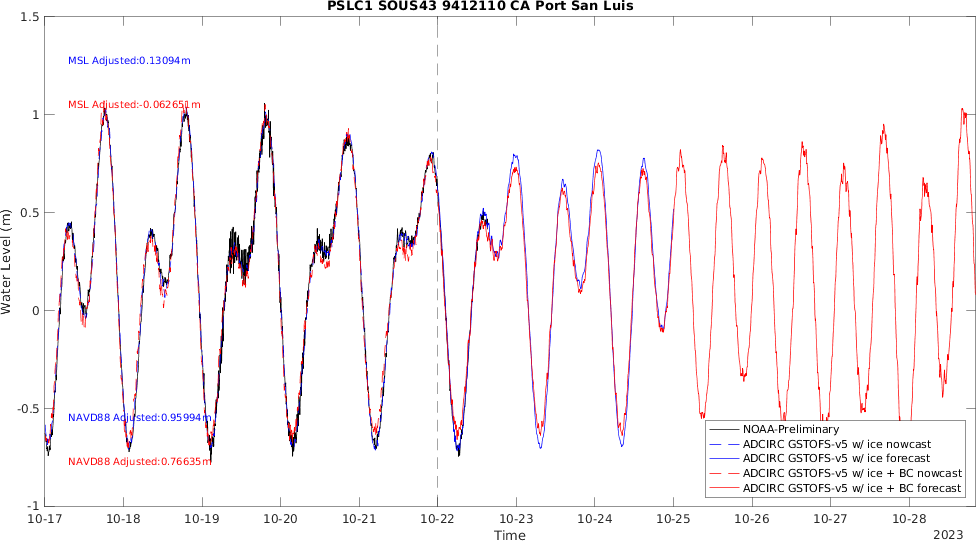 PSLC1 SOUS43 9412110 CA Port San Luis
1.5
MSL Adjusted:0.13094m
MSL Adjusted:-0.062651m
1
0.5
Water Level (m)
0
-0.5
NAVD88 Adjusted:0.95994m
NAVD88 Adjusted:0.76635m
-1
NOAA-Preliminary
ADCIRC GSTOFS-v5 w/ ice nowcast
ADCIRC GSTOFS-v5 w/ ice forecast
ADCIRC GSTOFS-v5 w/ ice + BC nowcast
ADCIRC GSTOFS-v5 w/ ice + BC forecast
10-17 10-18 10-19 10-20 10-21 10-22 10-23 10-24 10-25 10-26 10-27 10-28
Time
2023